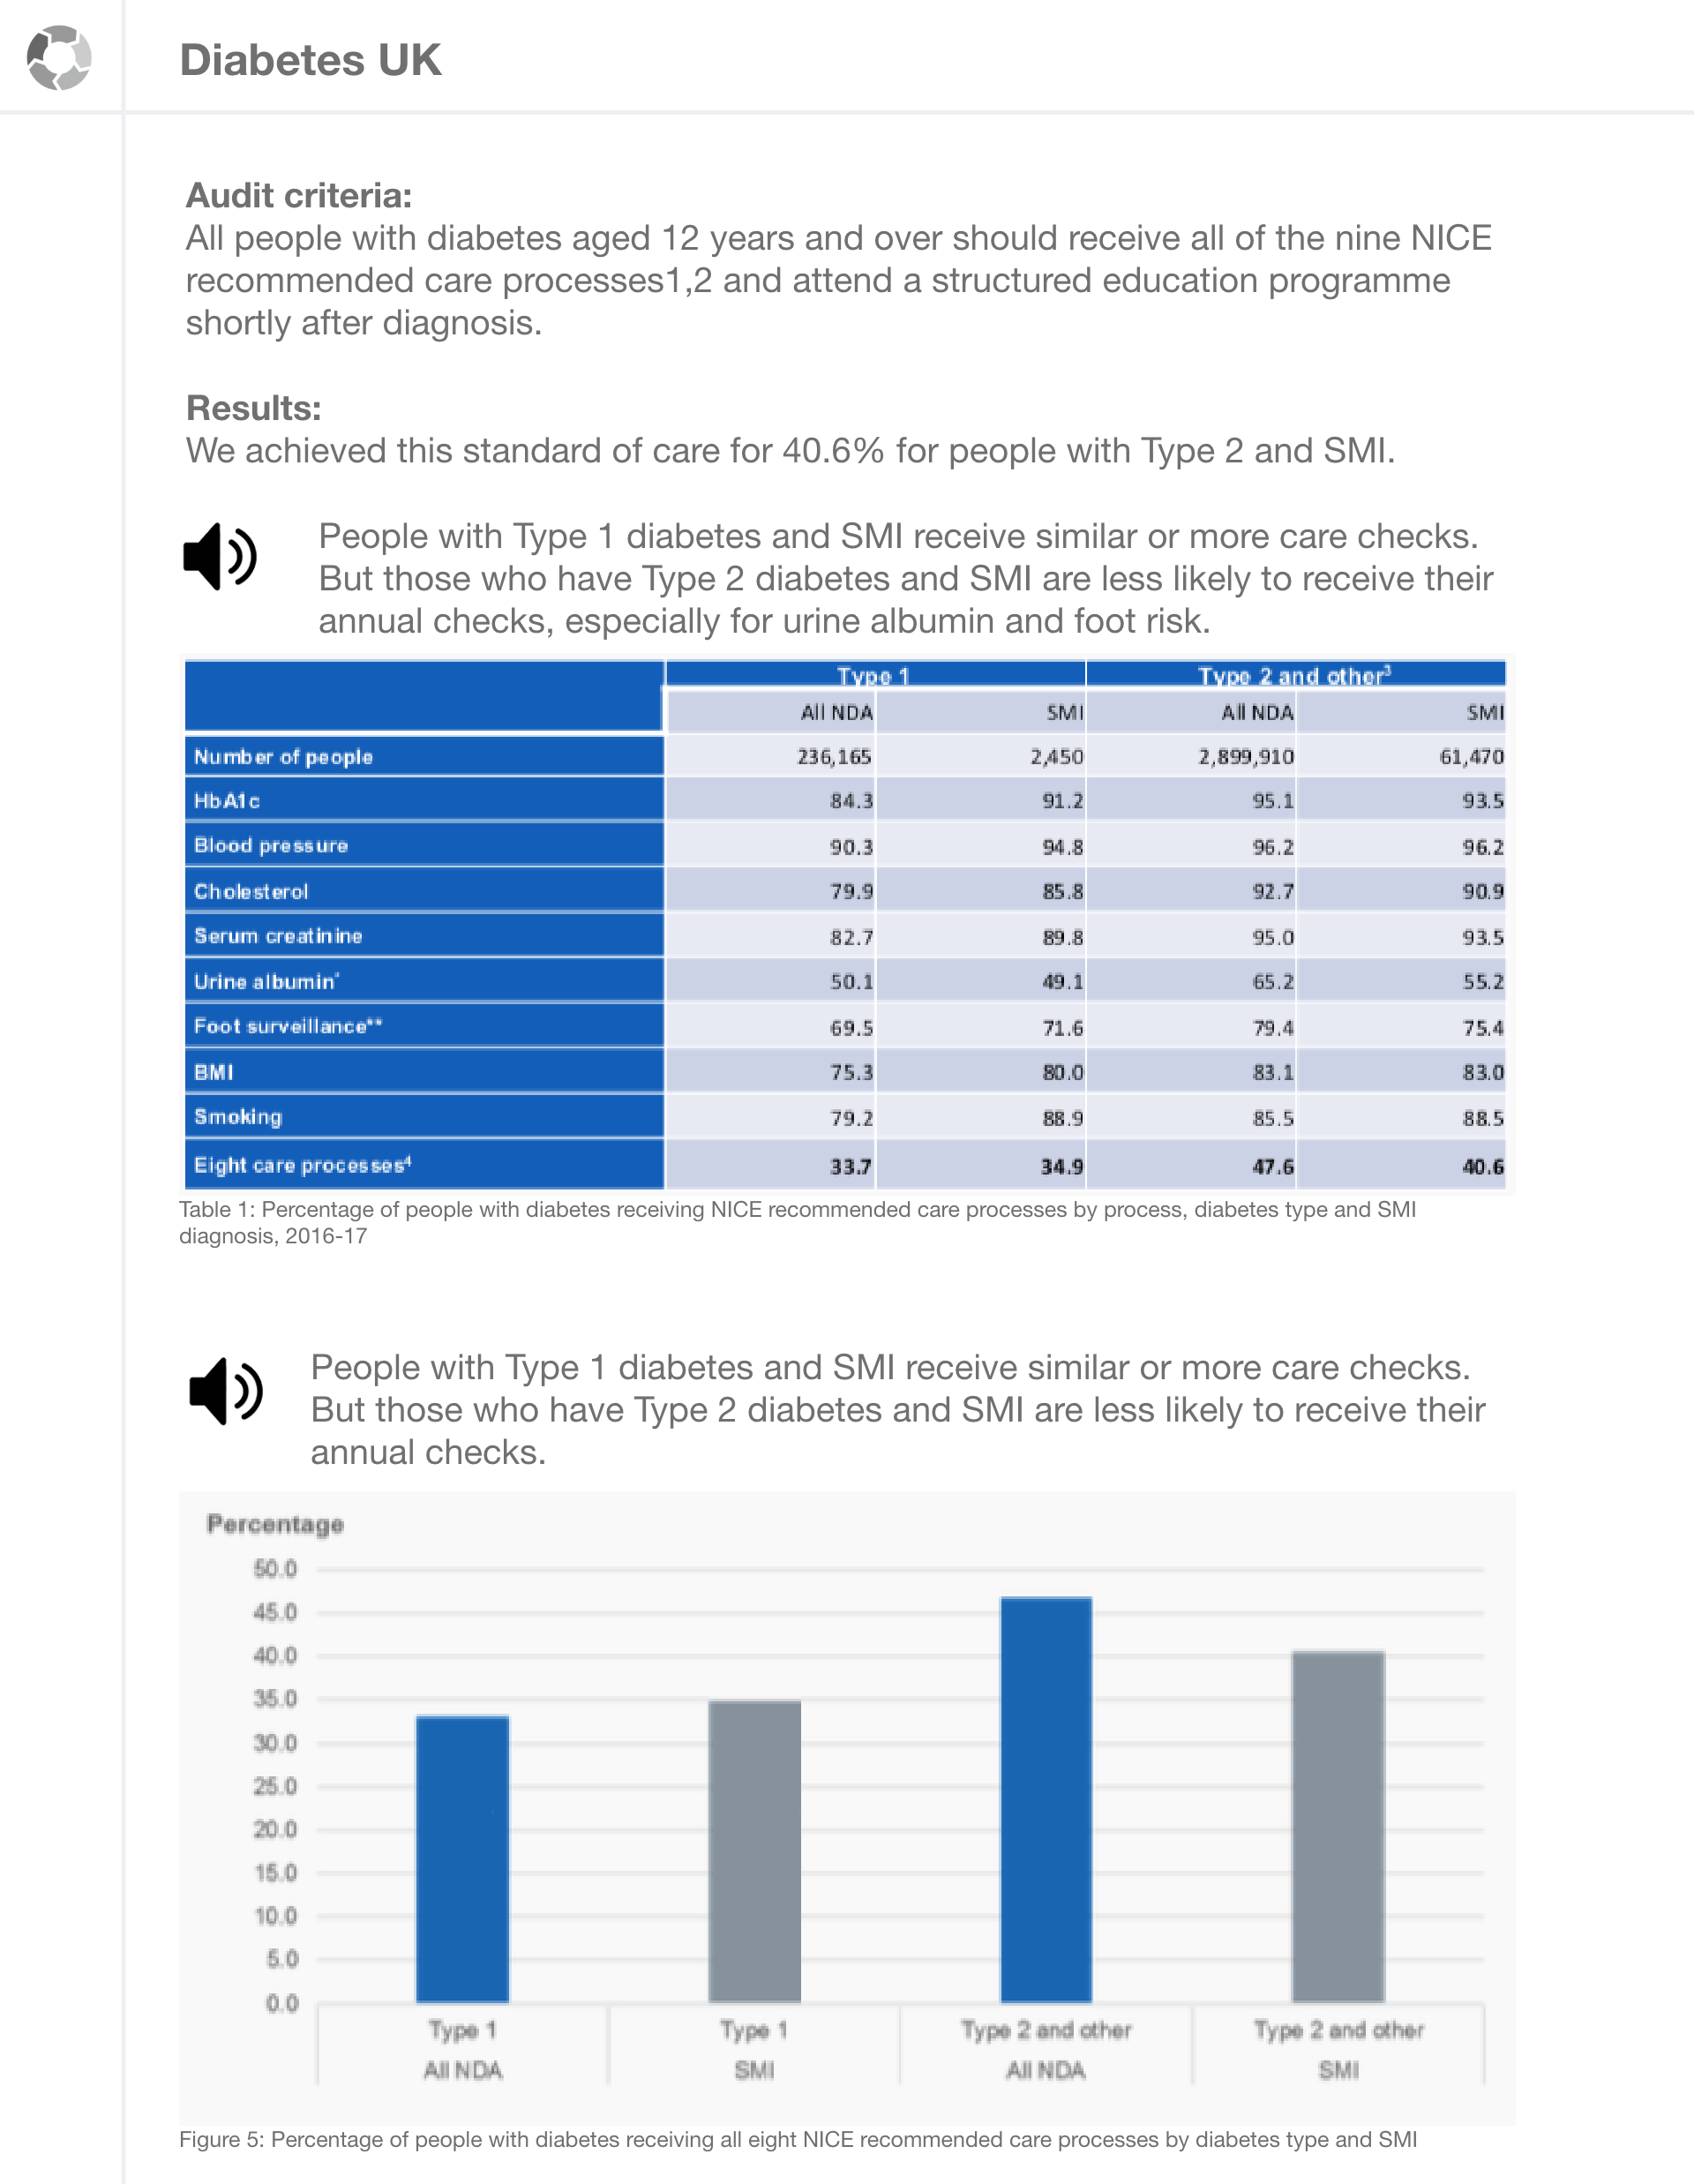 Diabetes UK
Audit criteria:
All people with diabetes aged 12 years and over should receive all of the nine NICE
recommended care processes1,2 and attend a structured education programme
shortly after diagnosis.
Results:
We achieved this standard of care for 40.6% for people with Type 2 and SMI.
People with Type 1 diabetes and SMI receive similar or more care checks.
But those who have Type 2 diabetes and SMI are less likely to receive their
annual checks, especially for urine albumin and foot risk.
Type 1 Type 2 and other³
All NDA SMI All NDA SMI
Number of people 236,165 2,450 2,899,910 61,470
HbA1c 84.3 91.2 95.1 93.5
Blood pressure 90.3 94.8 96.2 96.2
Cholesterol 79.9 85.8 92.7 90.9
Serum creatinine 82.7 89.8 95.0 93.5
Urine albumin* 50.1 49.1 65.2 55.2
Foot surveillance** 69.5 71.6 79.4 75.4
BMI 75.3 80.0 83.1 83.0
Smoking 79.2 88.9 85.5 88.5
Eight care processes⁴ 33.7 34.9 47.6 40.6
Table 1: Percentage of people with diabetes receiving NICE recommended care processes by process, diabetes type and SMI
diagnosis, 2016-17
People with Type 1 diabetes and SMI receive similar or more care checks.
But those who have Type 2 diabetes and SMI are less likely to receive their
annual checks.
Percentage
50.0
45.0
40.0
35.0
30.0
25.0
20.0
15.0
10.0
5.0
0.0
Type 1 Type 1 Type 2 and other Type 2 and other
All NDA SMI All NDA SMI
Figure 5: Percentage of people with diabetes receiving all eight NICE recommended care processes by diabetes type and SMI